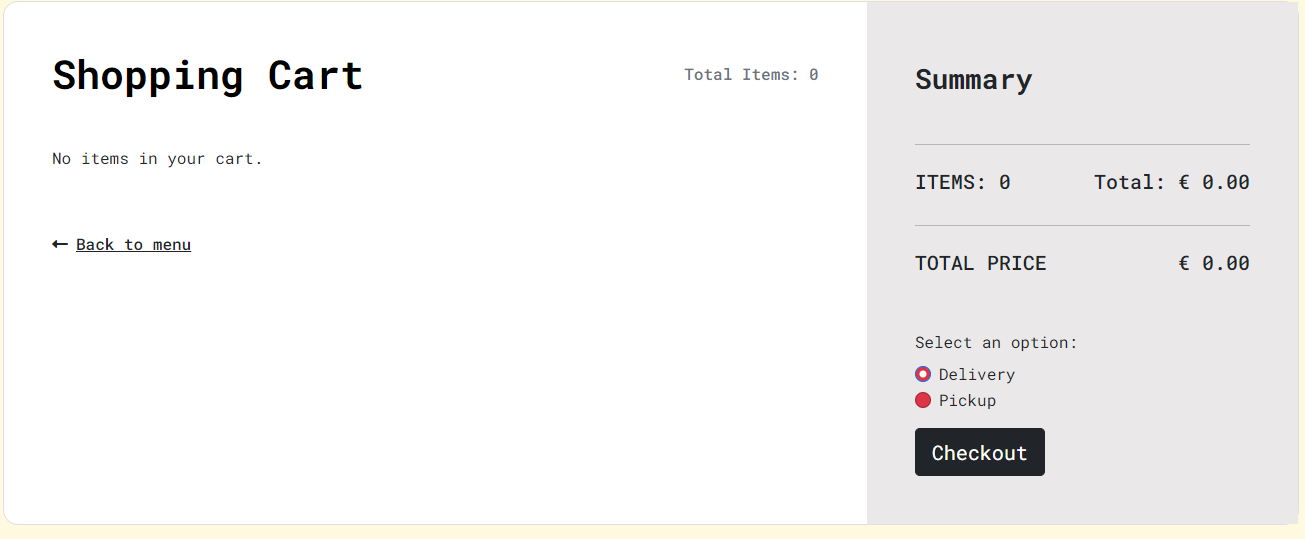 Shopping Cart
Total Items: 0
No items in your cart.
← Back to menu
Summary
ITEMS: 0 Total: € 0.00
TOTAL PRICE € 0.00
Select an option:
Delivery
Pickup
Checkout